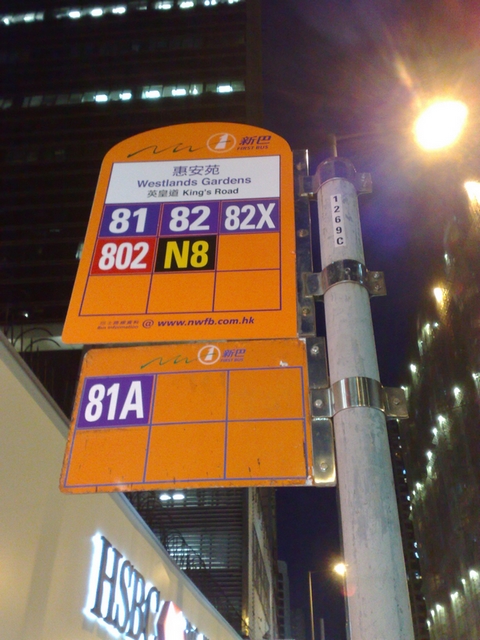 新巴
FIRST BUS
惠安苑
Westlands Gardens
英皇道 King's Road
81 82 82X
802 N8
@ www.nwfb.com.hk
新巴
FIRST BUS
81A
1269C
HSBC